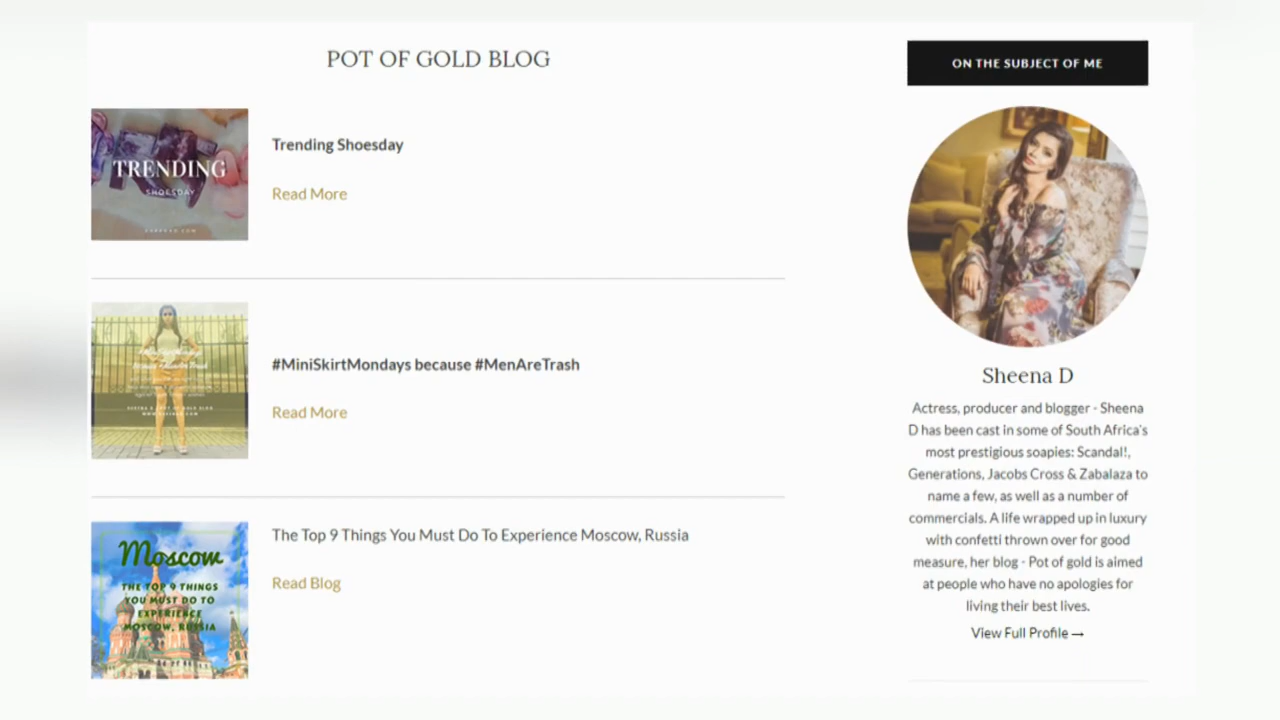 POT OF GOLD BLOG
TRENDING
SHOESDAY
Trending Shoesday
Read More
#MiniSkirtMondays because #MenAreTrash
Read More
Moscow
THE TOP 9 THINGS
YOU MUST DO TO
EXPERIENCE
MOSCOW, RUSSIA
The Top 9 Things You Must Do To Experience Moscow, Russia
Read Blog
ON THE SUBJECT OF ME
Sheena D
Actress, producer and blogger - Sheena
D has been cast in some of South Africa's
most prestigious soapies: Scandal!,
Generations, Jacobs Cross & Zabalaza to
name a few, as well as a number of
commercials. A life wrapped up in luxury
with confetti thrown over for good
measure, her blog - Pot of gold is aimed
at people who have no apologies for
living their best lives.
View Full Profile →